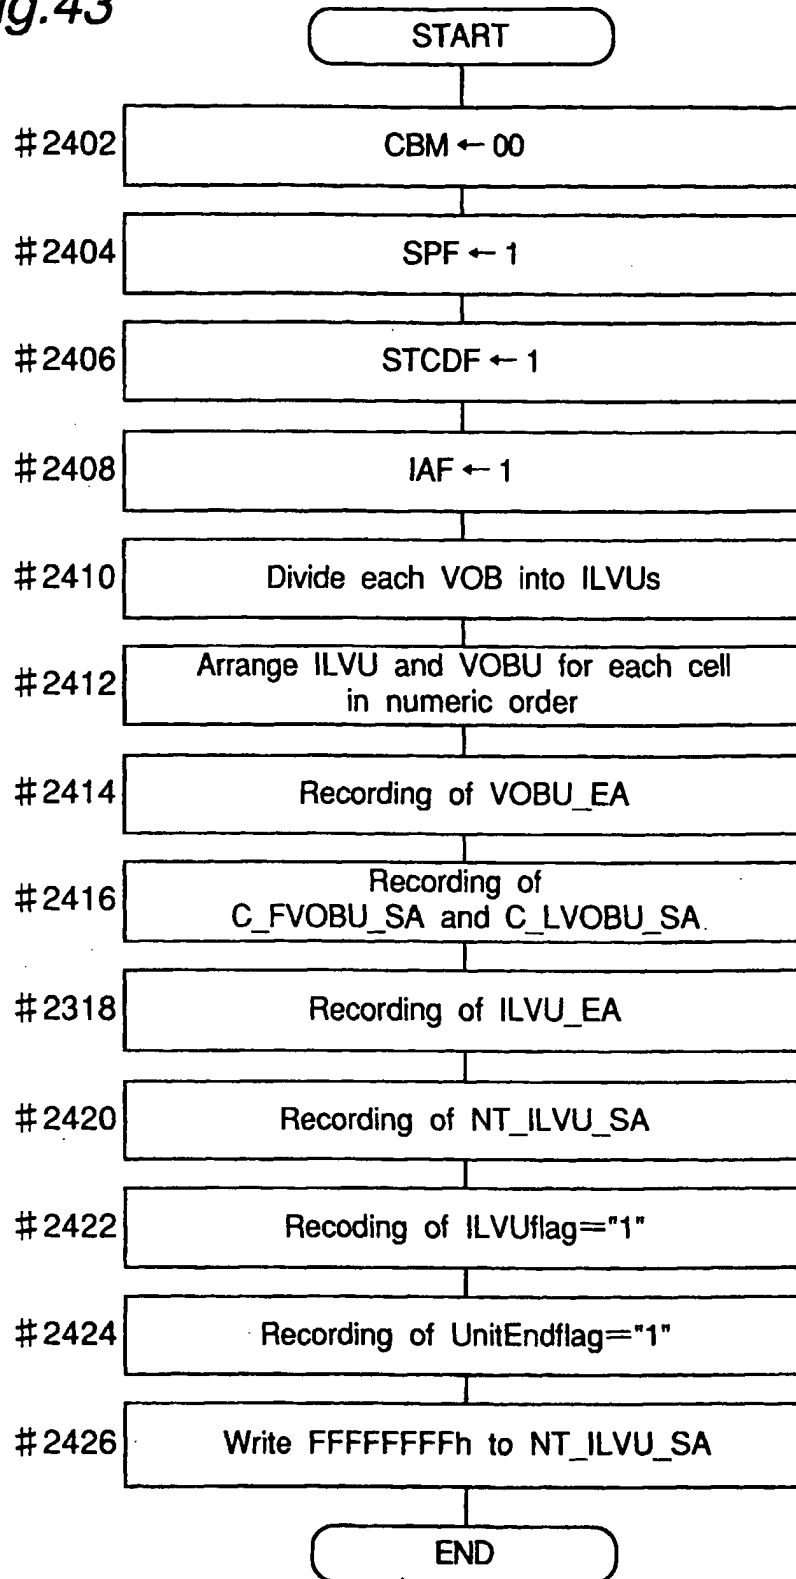 ig.43
START
#2402 CBM ← 00
#2404 SPF ← 1
#2406 STCDF ← 1
#2408 IAF ← 1
#2410 Divide each VOB into ILVUs
#2412 Arrange ILVU and VOBU for each cell
in numeric order
#2414 Recording of VOBU_EA
#2416 Recording of
C_FVOBU_SA and C_LVOBU_SA
#2318 Recording of ILVU_EA
#2420 Recording of NT_ILVU_SA
#2422 Recoding of ILVUflag="1"
#2424 Recording of UnitEndflag="1"
#2426 Write FFFFFFFFh to NT_ILVU_SA
END